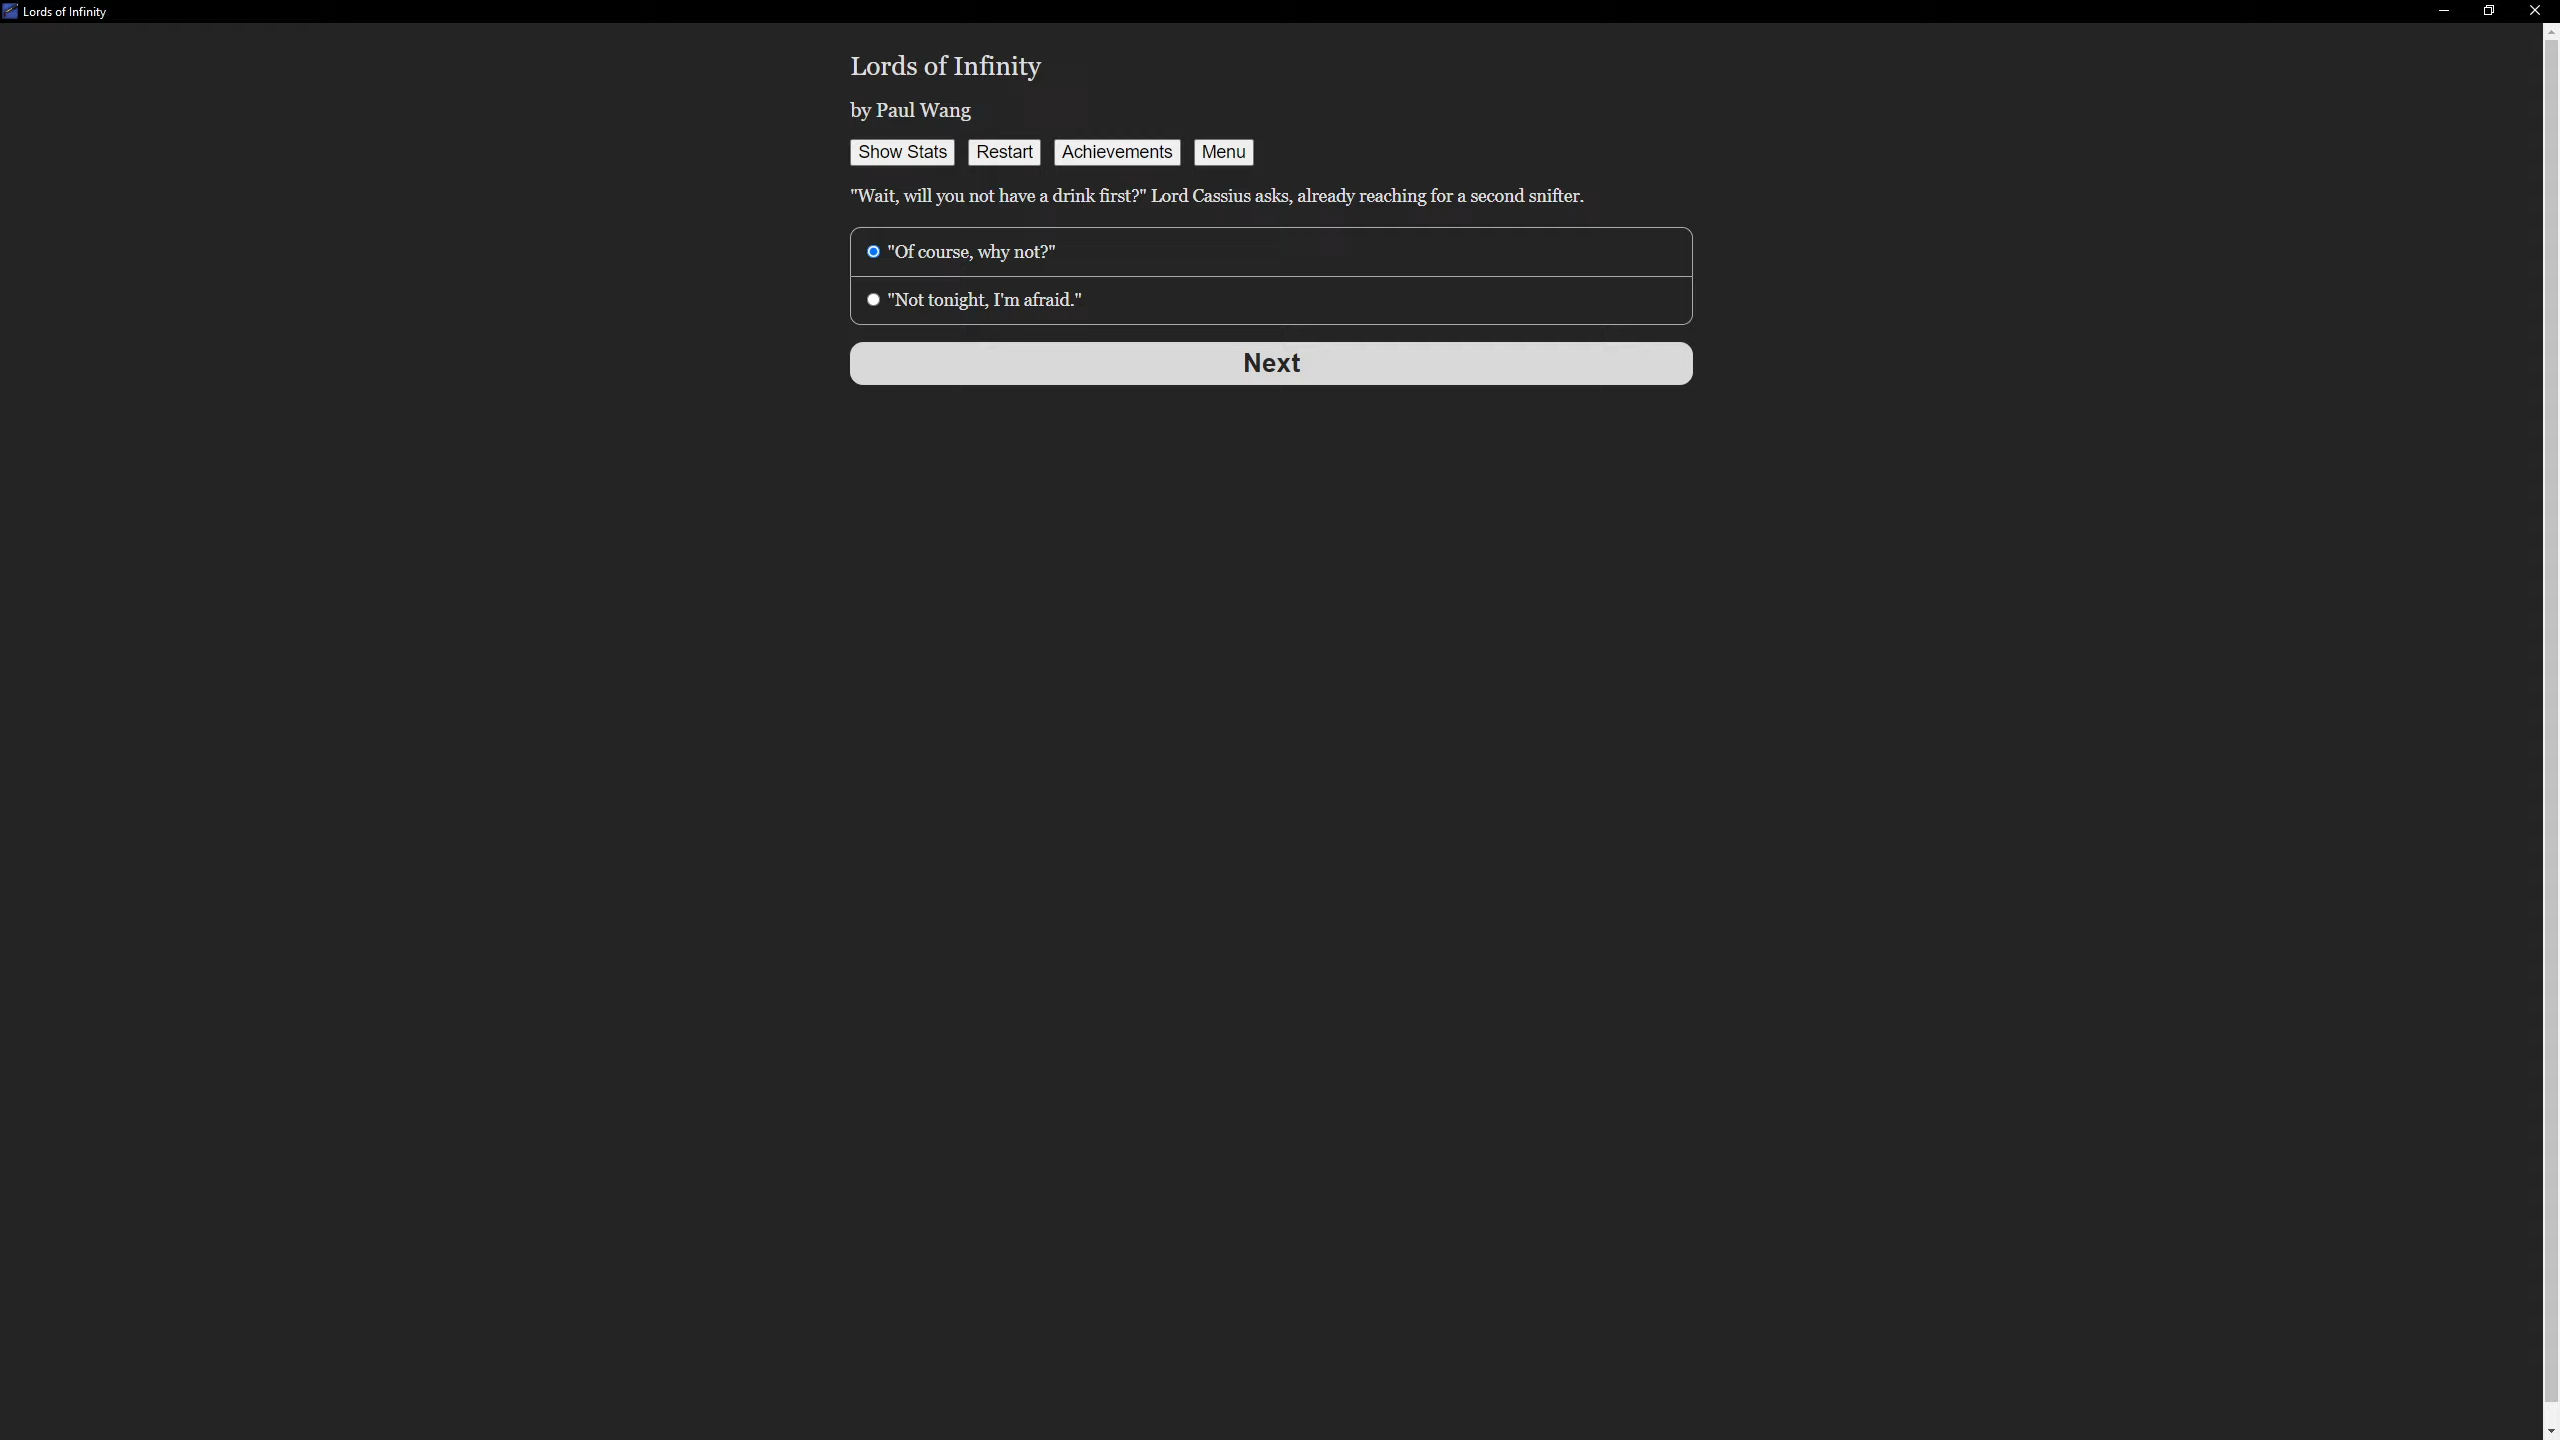 Lords of Infinity
Lords of Infinity
by Paul Wang
Show Stats Restart Achievements Menu
"Wait, will you not have a drink first?" Lord Cassius asks, already reaching for a second snifter.
"Of course, why not?"
"Not tonight, I'm afraid."
Next